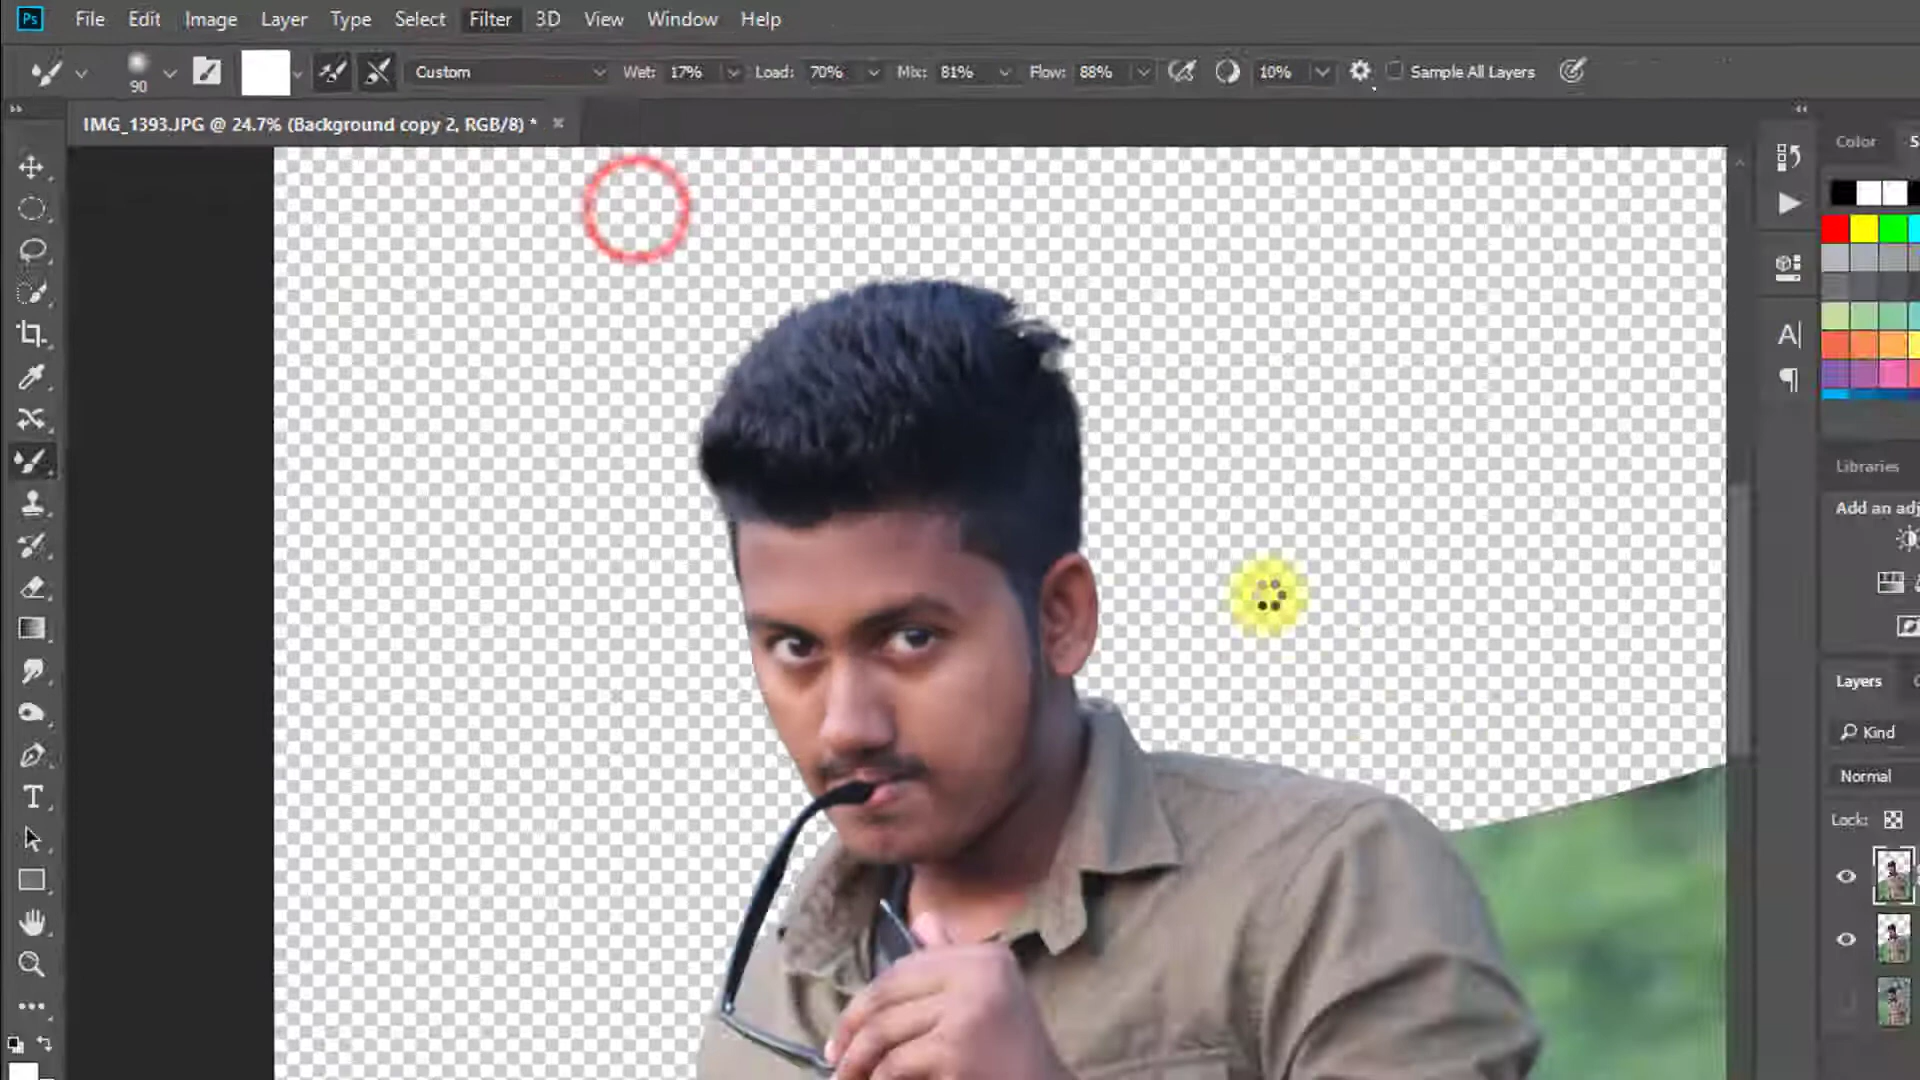 Ps File Edit Image Layer Type Select Filter 3D View Window Help
90 Custom Wet: 17% Load: 70% Mix: 81% Flow: 88% 10% Sample All Layers
IMG_1393.JPG @ 24.7% (Background copy 2, RGB/8) *
Color
Libraries
Add an adj
Layers
Kind
Normal
Lock: